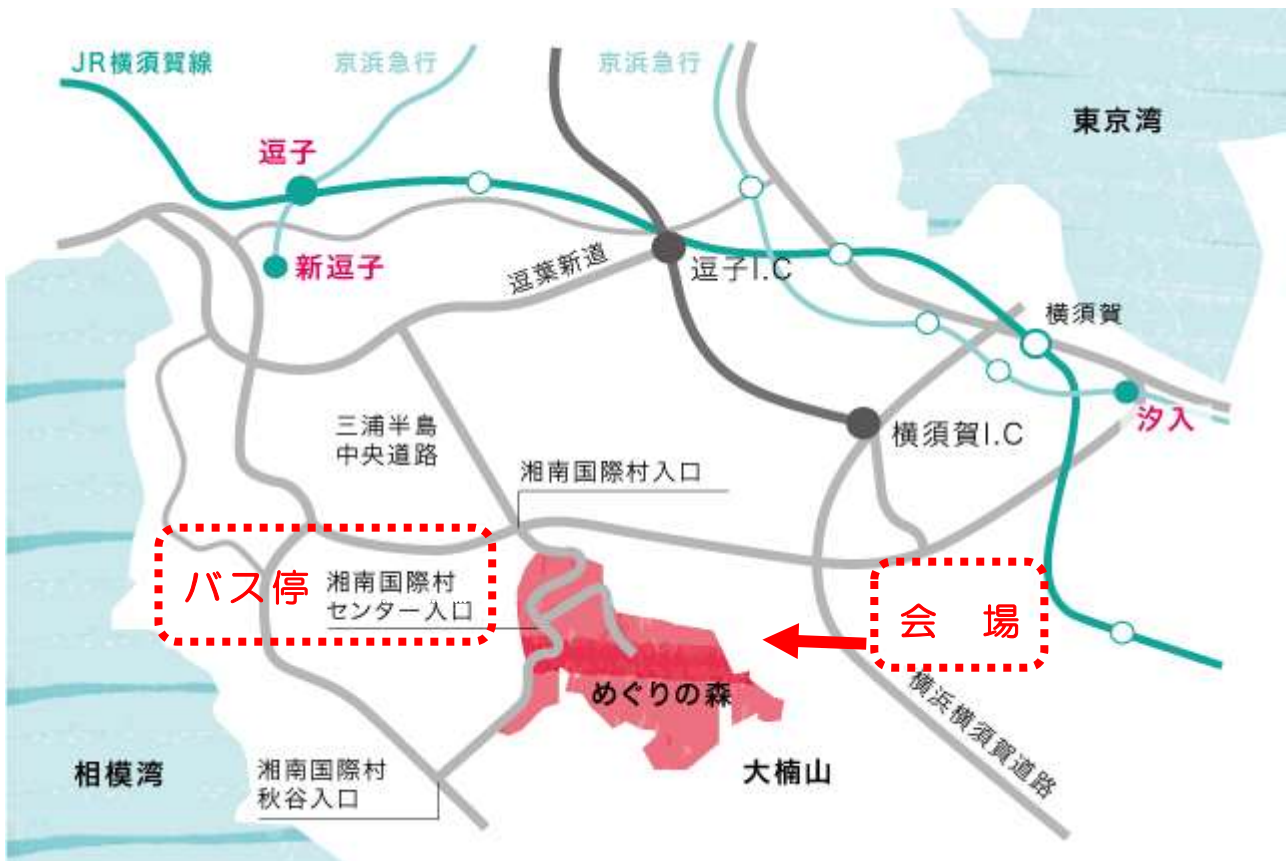 JR横須賀線
京浜急行
京浜急行
東京湾
逗子
新逗子
逗葉新道
逗子I.C
横須賀
汐入
三浦半島
中央道路
横須賀I.C
湘南国際村入口
バス停
湘南国際村
センター入口
会 場
めぐりの森
横浜横須賀道路
相模湾
湘南国際村
秋谷入口
大楠山